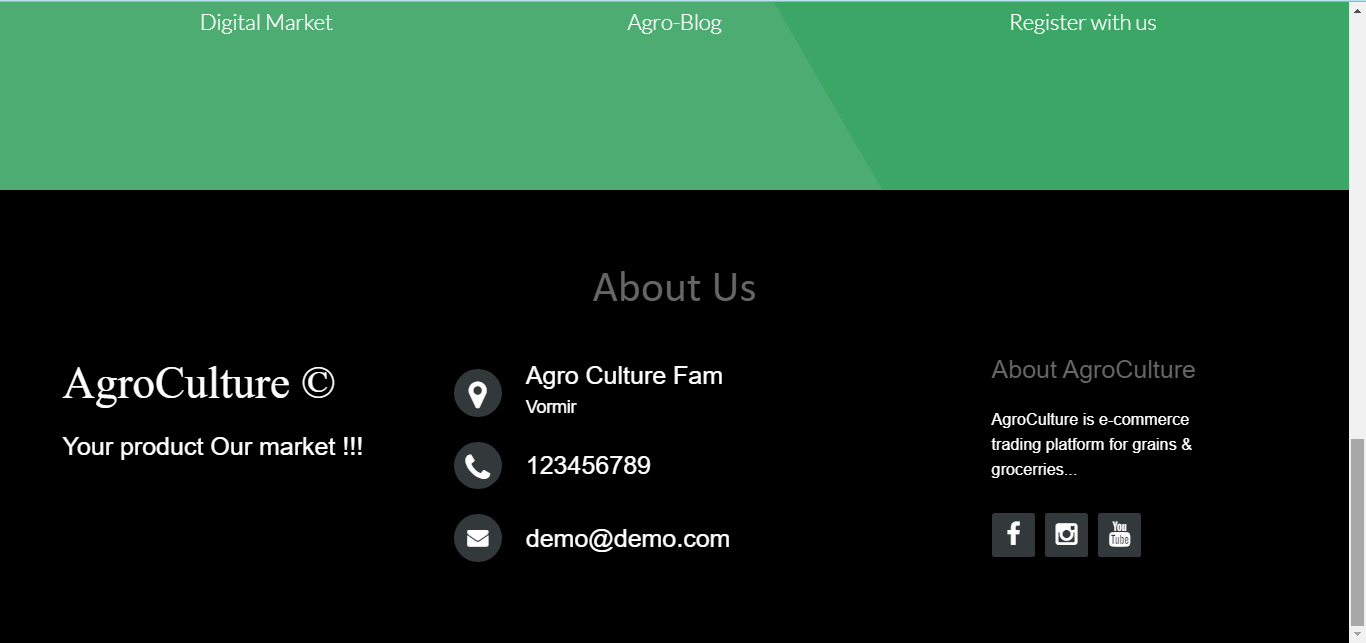 Digital Market
Agro-Blog
Register with us
About Us
AgroCulture ©
Your product Our market !!!
Agro Culture Fam
Vormir
123456789
demo@demo.com
About AgroCulture
AgroCulture is e-commerce
trading platform for grains &
grocerries...
You
Tube